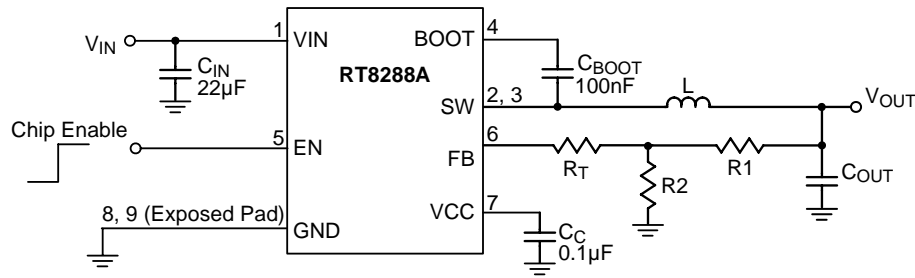 VIN
1
VIN
CIN
22µF
RT8288A
BOOT
4
CBOOT
100nF
SW
2, 3
L
VOUT
Chip Enable
5
EN
FB
6
RT
R2
R1
COUT
8, 9 (Exposed Pad)
GND
VCC
7
CC
0.1µF